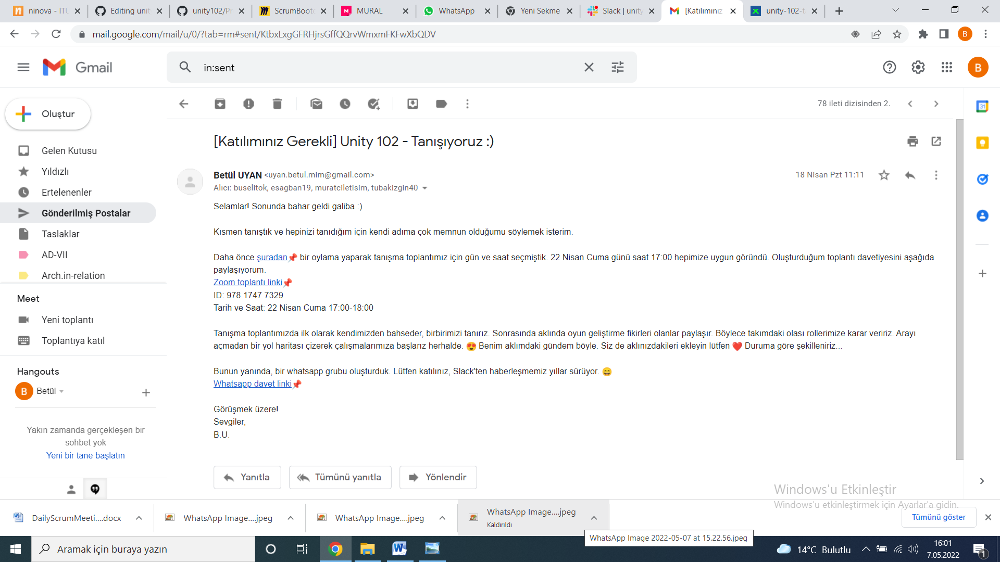 ninova - İTÜ
Editing unit
unity102/Pr
ScrumBootc
MURAL
WhatsApp
Yeni Sekme
Slack | unity
[Katılımınız
unity-102-t
mail.google.com/mail/u/0/?tab=rm#sent/KtbxLxgGFRHjrsGffQQrvWmxmFKFwXbQDV
B
Gmail
in:sent
B
Oluştur
78 ileti dizisinden 2.
31
Gelen Kutusu
Yıldızlı
Ertelenenler
Gönderilmiş Postalar
Taslaklar
AD-VII
Arch.in-relation
Meet
Yeni toplantı
Toplantıya katıl
Hangouts
B
Betül
Yakın zamanda gerçekleşen bir
sohbet yok
Yeni bir tane başlatın
[Katılımınız Gerekli] Unity 102 - Tanışıyoruz :)
Betül UYAN <uyan.betul.mim@gmail.com>
18 Nisan Pzt 11:11
Alıcı: buselitok, esagban19, muratciletisim, tubakizgin40
Selamlar! Sonunda bahar geldi galiba :)
Kısmen tanıştık ve hepinizi tanıdığım için kendi adıma çok memnun olduğumu söylemek isterim.
Daha önce şuradan📌 bir oylama yaparak tanışma toplantımız için gün ve saat seçmiştik. 22 Nisan Cuma günü saat 17:00 hepimize uygun göründü. Oluşturduğum toplantı davetiyesini aşağıda
paylaşıyorum.
Zoom toplantı linki📌
ID: 978 1747 7329
Tarih ve Saat: 22 Nisan Cuma 17:00-18:00
Tanışma toplantımızda ilk olarak kendimizden bahseder, birbirimizi tanırız. Sonrasında aklında oyun geliştirme fikirleri olanlar paylaşır. Böylece takımdaki olası rollerimize karar veririz. Arayı
açmadan bir yol haritası çizerek çalışmalarımıza başlarız herhalde. 😍 Benim aklımdaki gündem böyle. Siz de aklınızdakileri ekleyin lütfen ❤️ Duruma göre şekilleniriz...
Bunun yanında, bir whatsapp grubu oluşturduk. Lütfen katılınız, Slack'ten haberleşmemiz yıllar sürüyor. 😄
Whatsapp davet linki📌
Görüşmek üzere!
Sevgiler,
B.U.
Yanıtla
Tümünü yanıtla
Yönlendir
Windows'u Etkinleştir
Windows'u etkinleştirmek için Ayarlar'a gidin.
DailyScrumMeeti....docx
WhatsApp Image....jpeg
WhatsApp Image....jpeg
WhatsApp Image....jpeg
Kaldırıldı
Tümünü göster
WhatsApp Image 2022-05-07 at 15.22.56.jpeg
Aramak için buraya yazın
14°C Bulutlu
16:01
7.05.2022
1